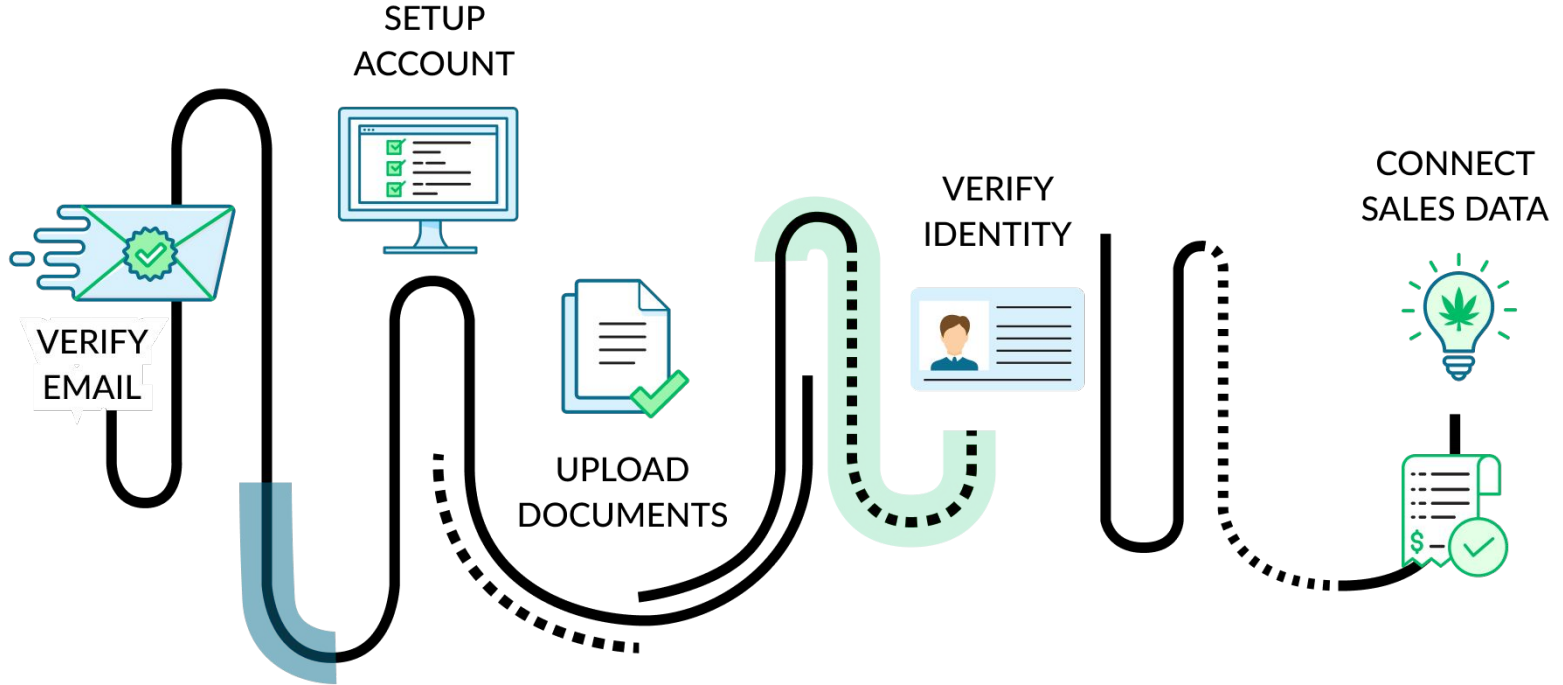 VERIFY
EMAIL
SETUP
ACCOUNT
UPLOAD
DOCUMENTS
VERIFY
IDENTITY
CONNECT
SALES DATA
$